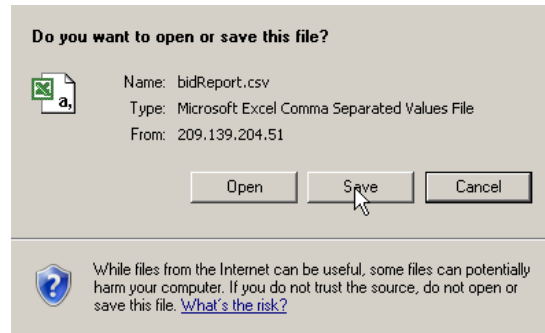 Do you want to open or save this file?
a,
Name: bidReport.csv
Type: Microsoft Excel Comma Separated Values File
From: 209.139.204.51
Open Save Cancel
While files from the Internet can be useful, some files can potentially
harm your computer. If you do not trust the source, do not open or
save this file. What's the risk?